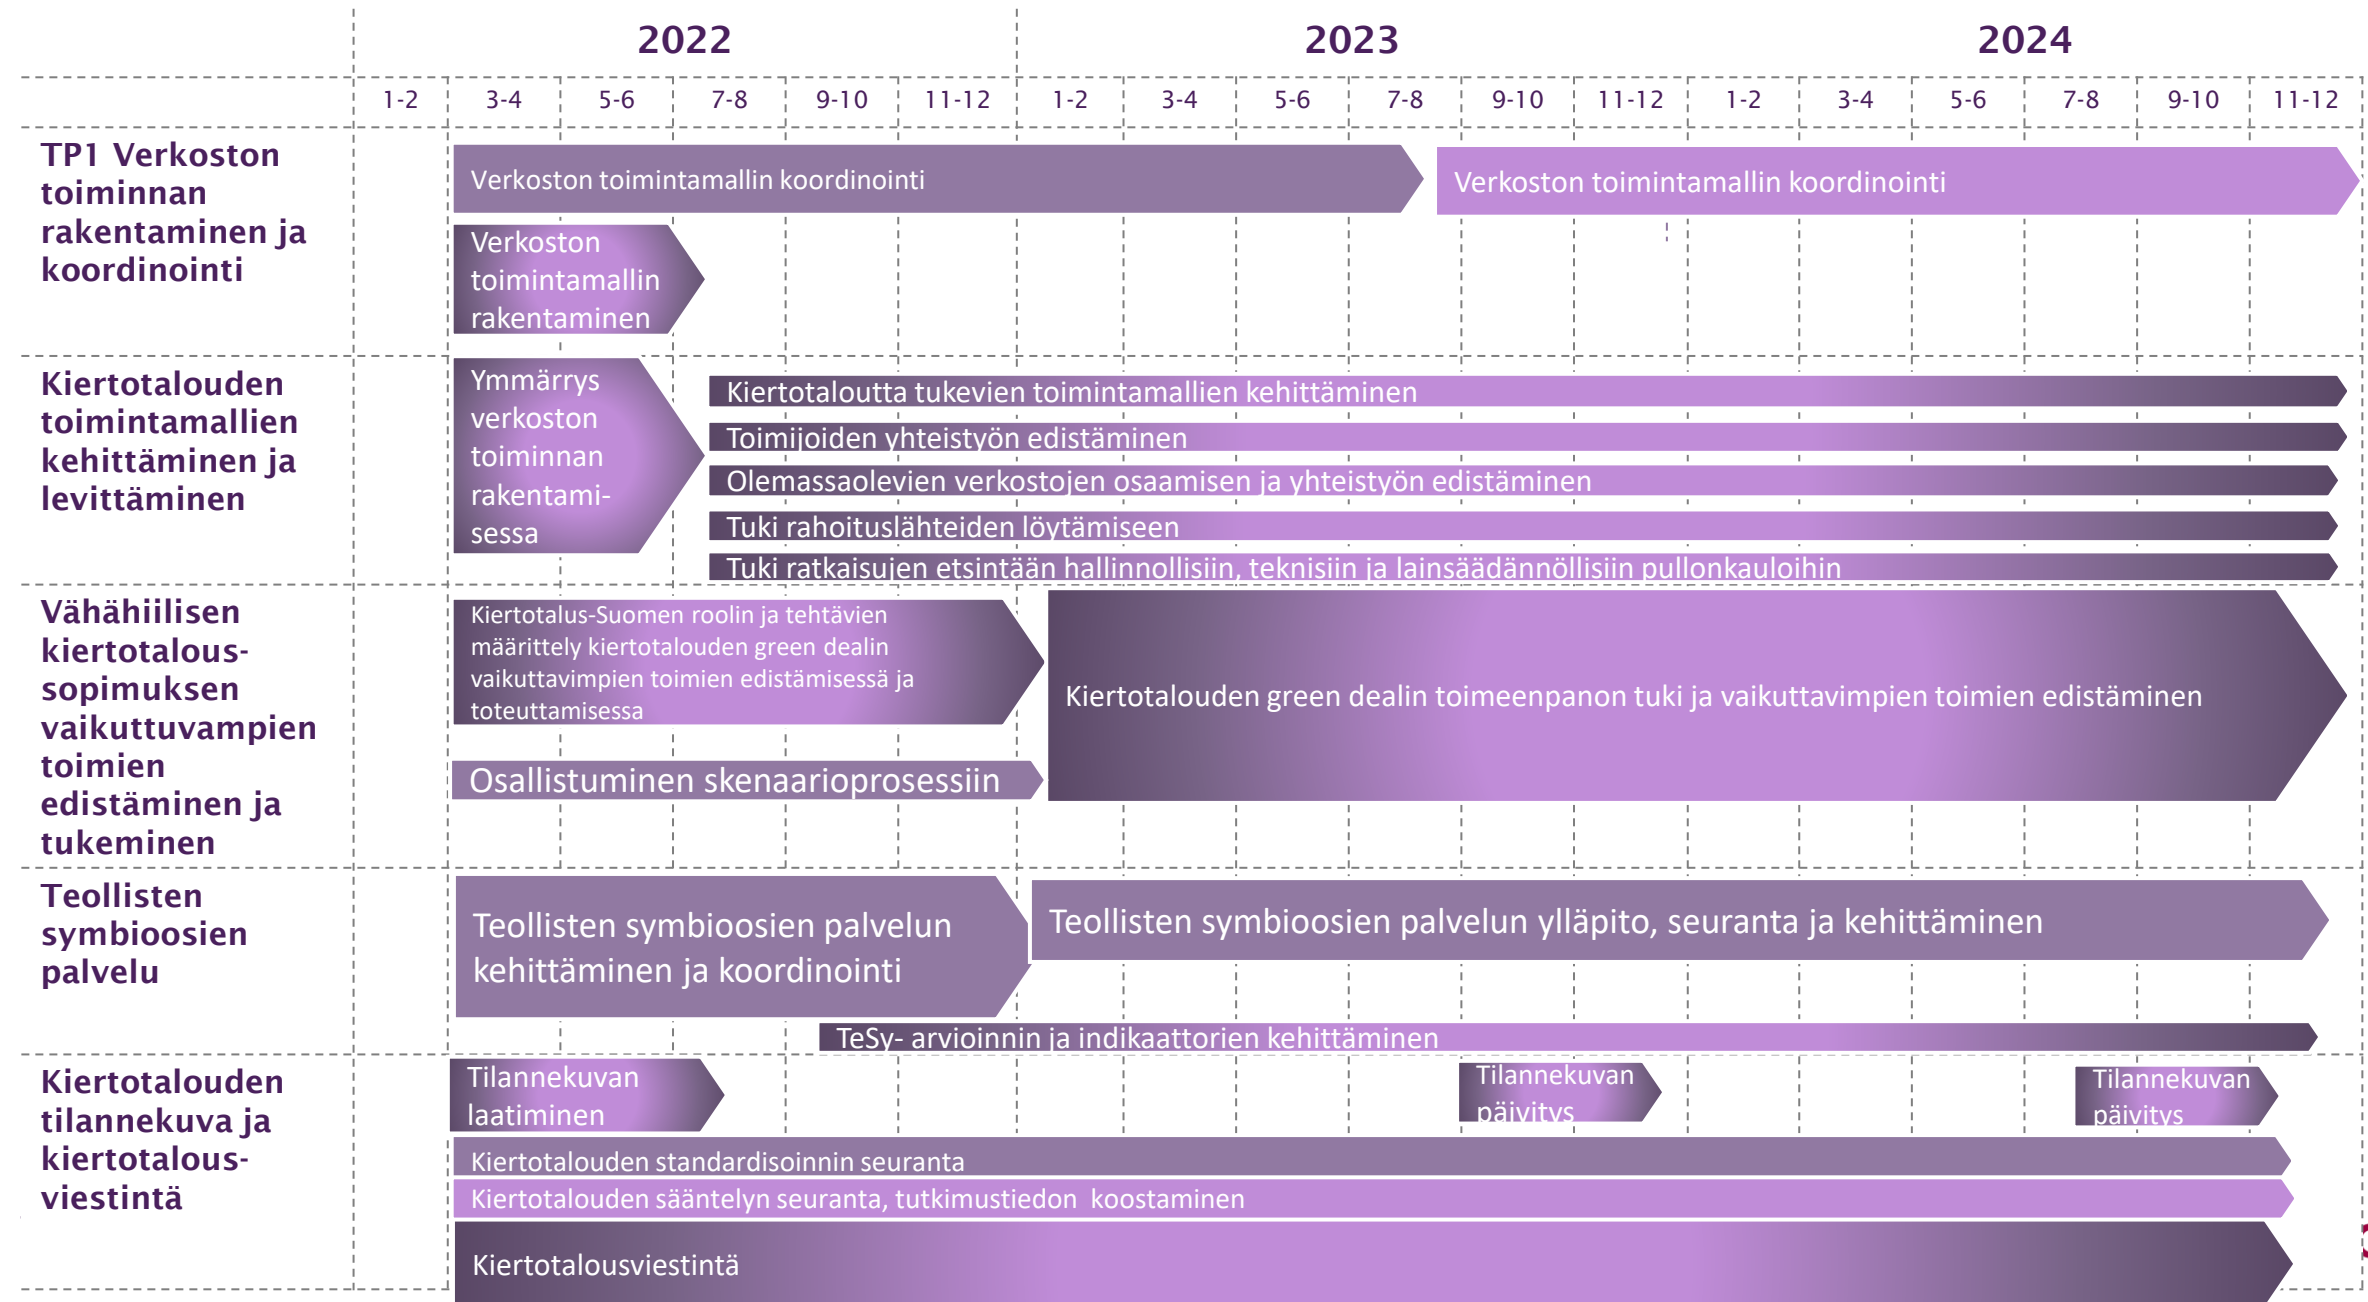 2022
2023
2024
1-2
3-4
5-6
7-8
9-10
11-12
1-2
3-4
5-6
7-8
9-10
11-12
1-2
3-4
5-6
7-8
9-10
11-12
TP1 Verkoston
toiminnan
rakentaminen ja
koordinointi
Verkoston toimintamallin koordinointi
Verkoston toimintamallin koordinointi
Verkoston
toimintamallin
rakentaminen
Kiertotalouden
toimintamallien
kehittäminen ja
levittäminen
Ymmärrys
verkoston
toiminnan
rakentami-
sessa
Kiertotaloutta tukevien toimintamallien kehittäminen
Toimijoiden yhteistyön edistäminen
Olemassaolevien verkostojen osaamisen ja yhteistyön edistäminen
Tuki rahoituslähteiden löytämiseen
Tuki ratkaisujen etsintään hallinnollisiin, teknisiin ja lainsäädännöllisiin pullonkauloihin
Vähähiilisen
kiertotalous-
sopimuksen
vaikuttuvampien
toimien
edistäminen ja
tukeminen
Kiertotalus-Suomen roolin ja tehtävien
määrittely kiertotalouden green dealin
vaikuttavimpien toimien edistämisessä ja
toteuttamisessa
Osallistuminen skenaarioprosessiin
Kiertotalouden green dealin toimeenpanon tuki ja vaikuttavimpien toimien edistäminen
Teollisten
symbioosien
palvelu
Teollisten symbioosien palvelun
kehittäminen ja koordinointi
Teollisten symbioosien palvelun ylläpito, seuranta ja kehittäminen
TeSy- arvioinnin ja indikaattorien kehittäminen
Kiertotalouden
tilannekuva ja
kiertotalous-
viestintä
Tilannekuvan
laatiminen
Tilannekuvan
päivitys
Tilannekuvan
päivitys
Kiertotalouden standardisoinnin seuranta
Kiertotalouden sääntelyn seuranta, tutkimustiedon koostaminen
Kiertotalousviestintä